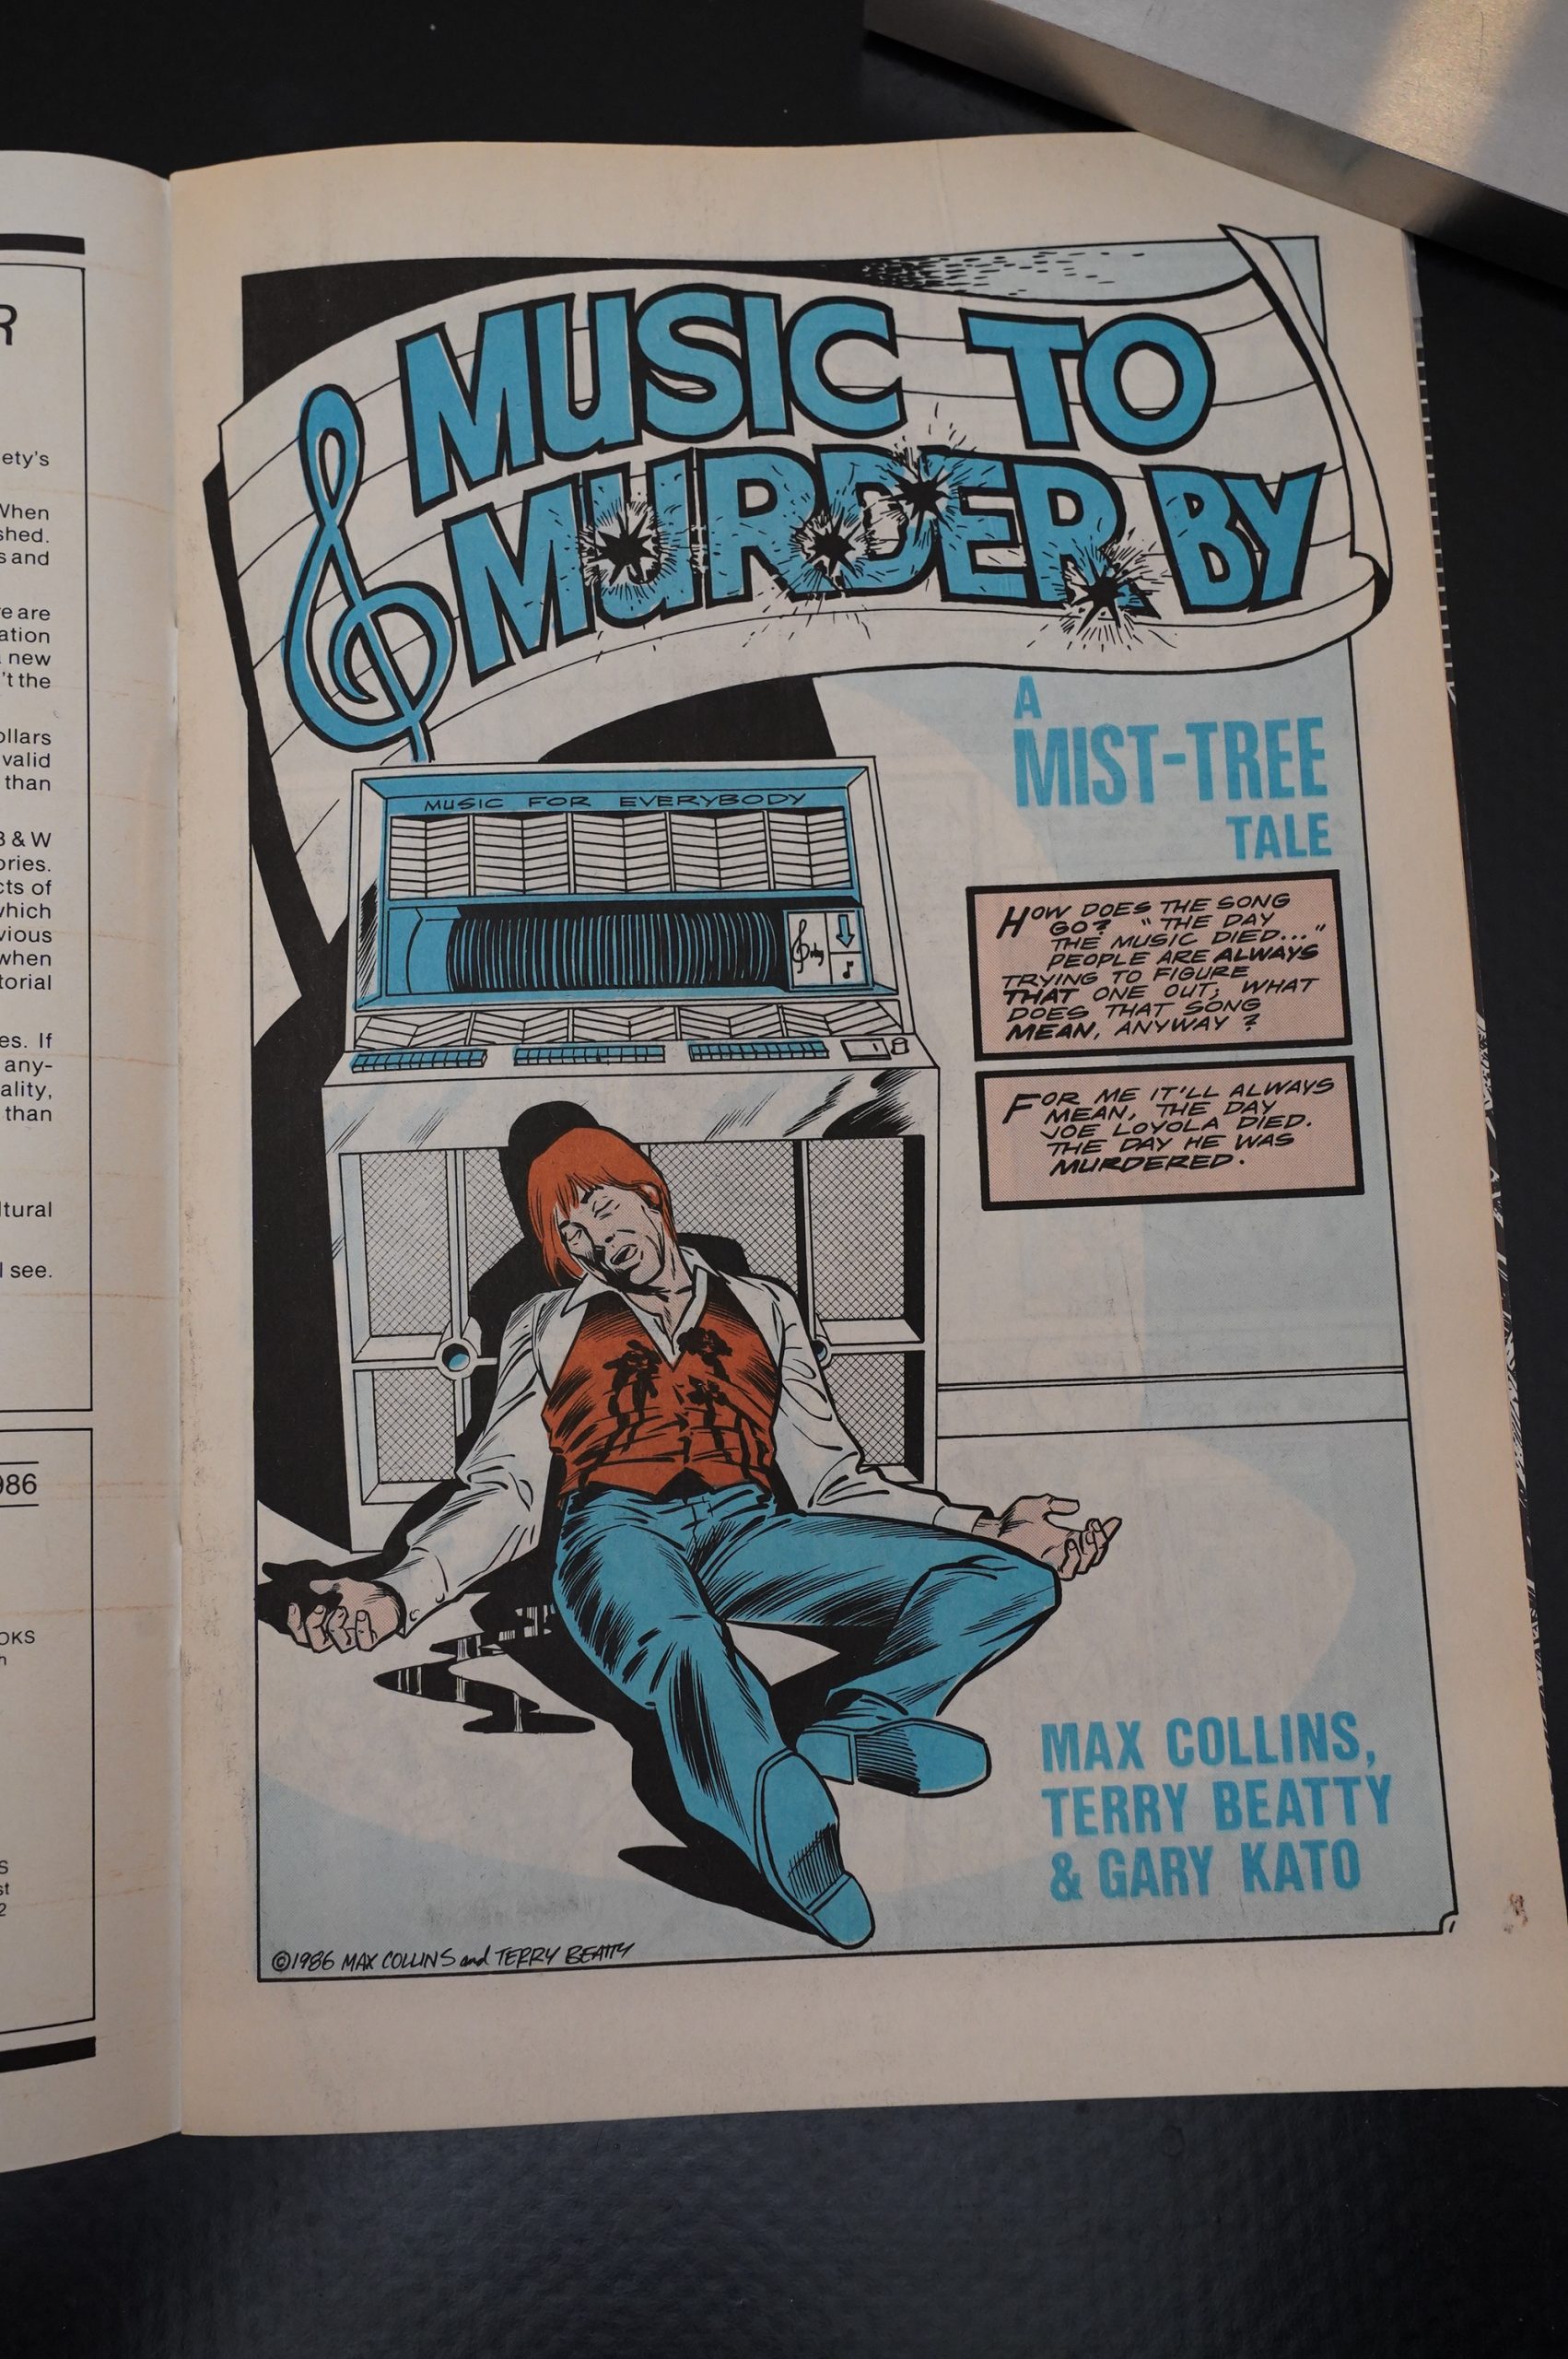 R
ety's
When
shed.
s and
re are
ation
new
't the
ollars
valid
than
B & W
ories.
cts of
which
vious
when
torial
es. If
any-
ality,
than
ltural
l see.
986
OKS
n
S
st
2
MUSIC TO
MURDER BY
A
MIST-TREE
TALE
MUSIC FOR EVERYBODY
HOW DOES THE SONG
GO? "THE DAY
THE MUSIC DIED..."
PEOPLE ARE ALWAYS
TRYING TO FIGURE
THAT ONE OUT; WHAT
DOES THAT SONG
MEAN, ANYWAY?
FOR ME IT'LL ALWAYS
MEAN, THE DAY
JOE LOYOLA DIED.
THE DAY HE WAS
MURDERED.
MAX COLLINS,
TERRY BEATTY
& GARY KATO
©1986 MAX COLLINS and TERRY BEATTY
1